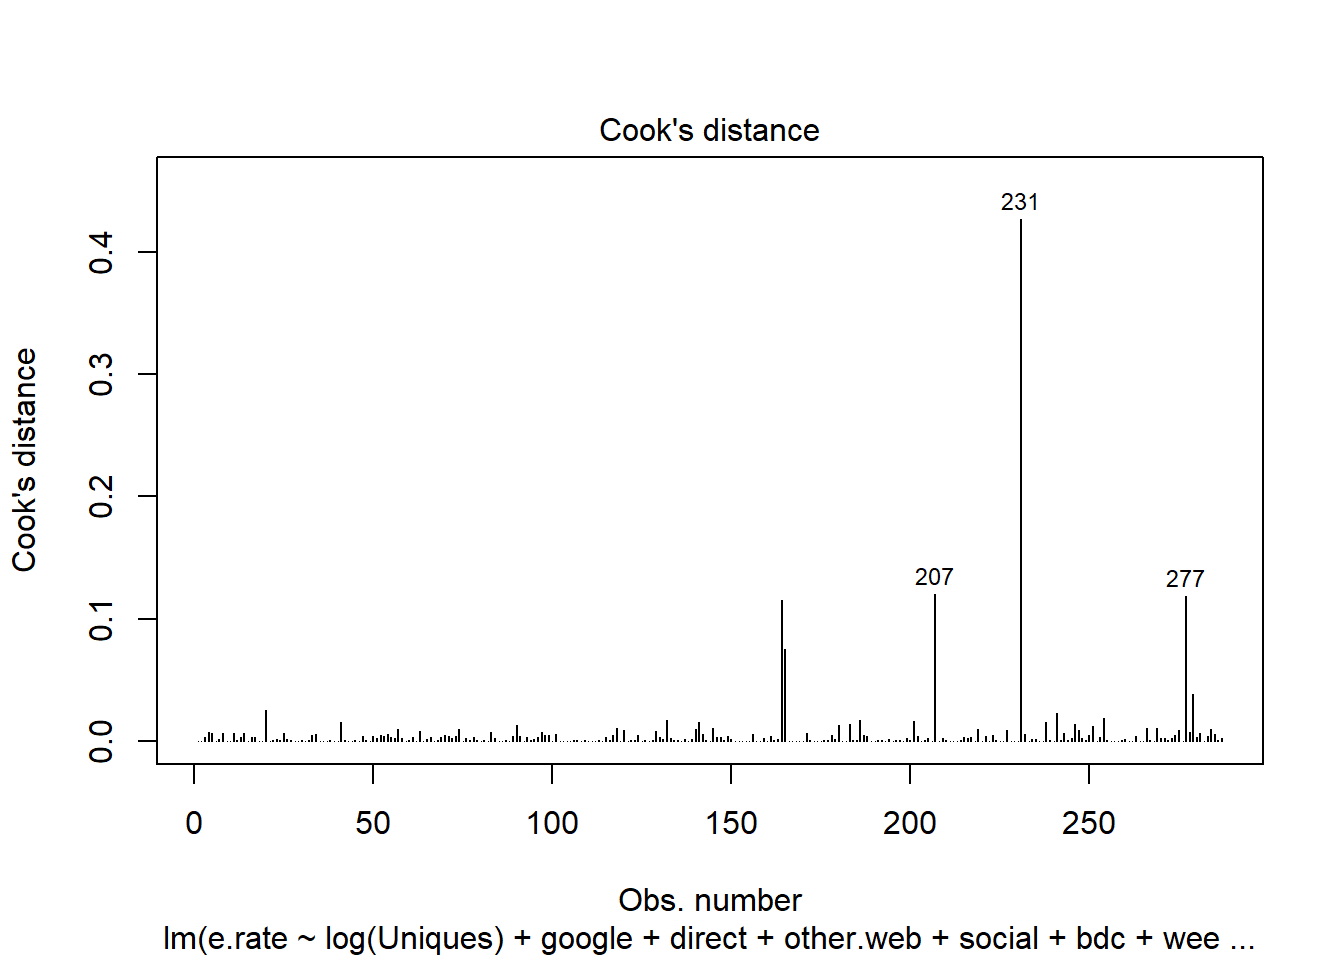 Cook's distance
231
207
277
Cook's distance
0.4
0.3
0.2
0.1
0.0
0 50 100 150 200 250
Obs. number
lm(e.rate ~ log(Uniques) + google + direct + other.web + social + bdc + wee ...